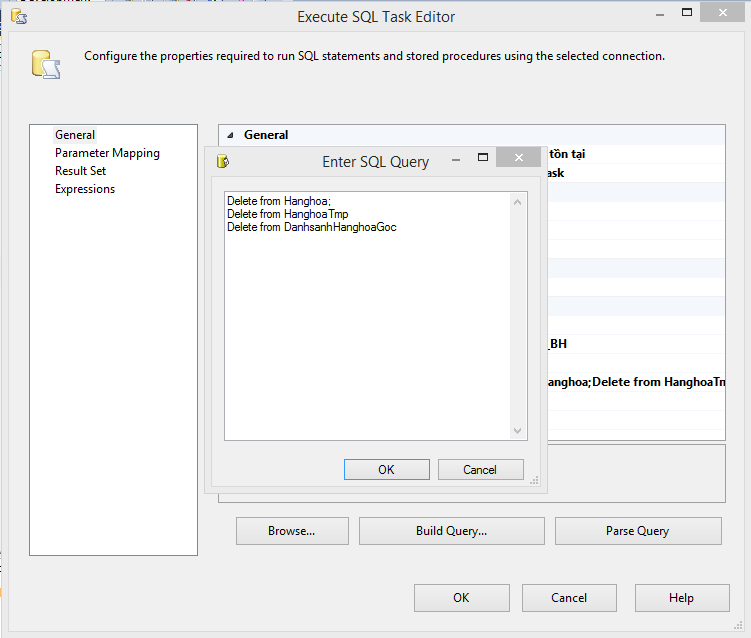 Execute SQL Task Editor
Configure the properties required to run SQL statements and stored procedures using the selected connection.
General
Parameter Mapping
Result Set
Expressions
General
tồn tại
ask
_BH
anghoa;Delete from HanghoaTm
Enter SQL Query
Delete from Hanghoa;
Delete from HanghoaTmp
Delete from DanhsanhHanghoaGoc
OK
Cancel
Browse...
Build Query...
Parse Query
OK
Cancel
Help